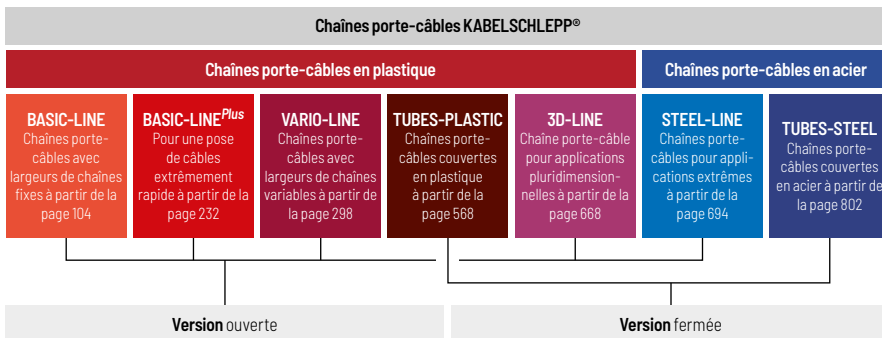 Chaînes porte-câbles KABELSCHLEPP®
Chaînes porte-câbles en plastique
Chaînes porte-câbles en acier
BASIC-LINE
Chaînes porte-
câbles avec
largeurs de chaînes
fixes à partir de la
page 104
BASIC-LINE Plus
Pour une pose
de câbles
extrêmement
rapide à partir de la
page 232
VARIO-LINE
Chaînes porte-
câbles avec
largeurs de chaînes
variables à partir de
la page 298
TUBES-PLASTIC
Chaînes porte-
câbles couvertes
en plastique
à partir de la
page 568
3D-LINE
Chaîne porte-câble
pour applications
pluridimension-
nelles à partir de la
page 668
STEEL-LINE
Chaînes porte-
câbles pour appli-
cations extrêmes
à partir de la
page 694
TUBES-STEEL
Chaînes porte-
câbles couvertes
en acier à partir de
la page 802
Version ouverte
Version fermée